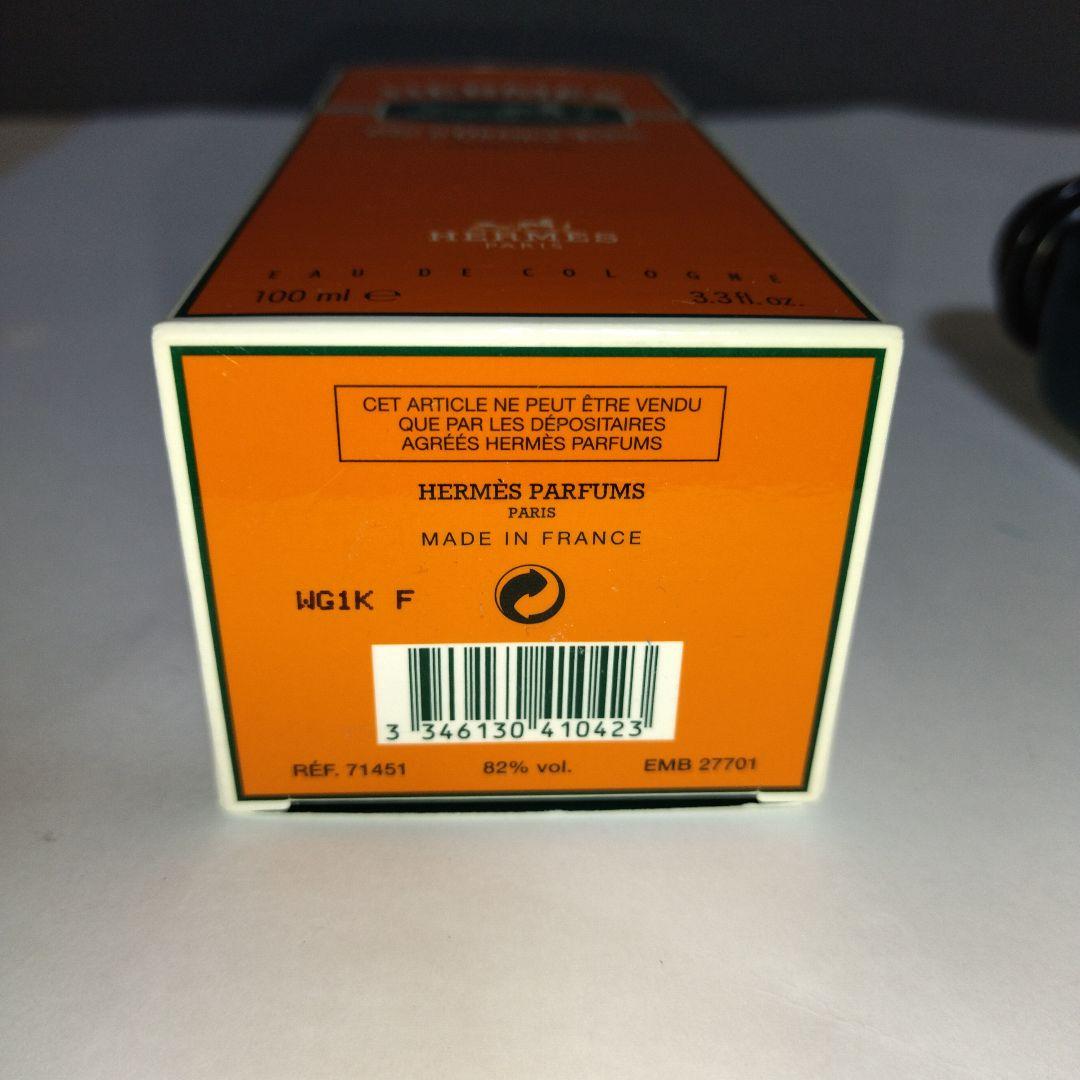 HERMÈS
HERMÈS
PARIS
EAU DE COLOGNE
100 ml e 3.3 fl. oz.
CET ARTICLE NE PEUT ÊTRE VENDU
QUE PAR LES DÉPOSITAIRES
AGRÉÉS HERMÈS PARFUMS
HERMÈS PARFUMS
PARIS
MADE IN FRANCE
WG1K F
3 346130 410423
RÉF. 71451 82% vol. EMB 27701